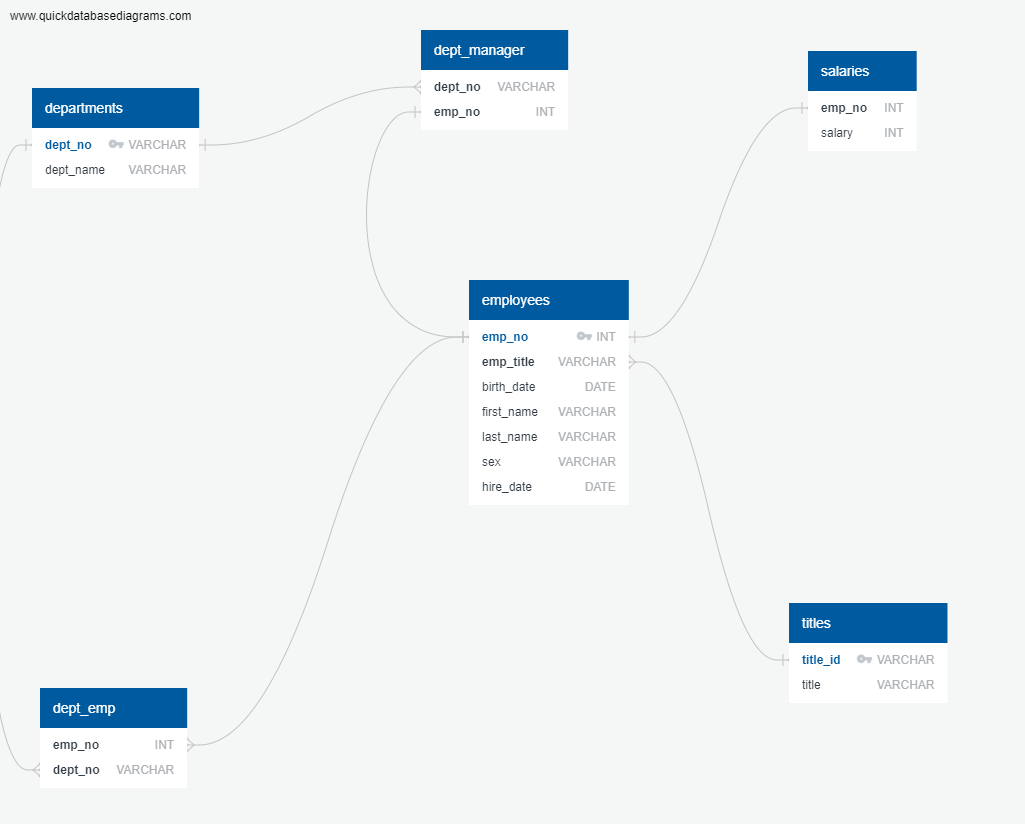 www.quickdatabasediagrams.com
departments
dept_no VARCHAR
dept_name VARCHAR
dept_manager
dept_no VARCHAR
emp_no INT
salaries
emp_no INT
salary INT
employees
emp_no INT
emp_title VARCHAR
birth_date DATE
first_name VARCHAR
last_name VARCHAR
sex VARCHAR
hire_date DATE
titles
title_id VARCHAR
title VARCHAR
dept_emp
emp_no INT
dept_no VARCHAR